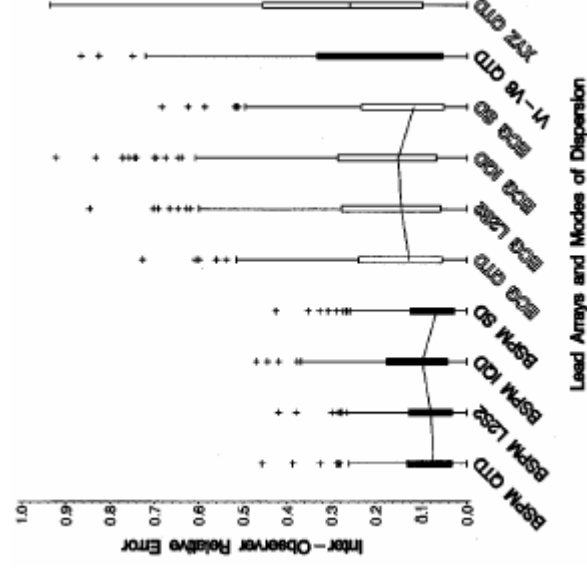 1.0
0.9
0.8
0.7
0.6
0.5
0.4
0.3
0.2
0.1
0.0
Inter-Observer Relative Error
BSPM QTD
BSPM L2S2
BSPM IQD
BSPM SD
ECG QTD
ECG L2S2
ECG IQD
ECG SD
V1-V6 QTD
XYZ QTD
Lead Arrays and Modes of Dispersion